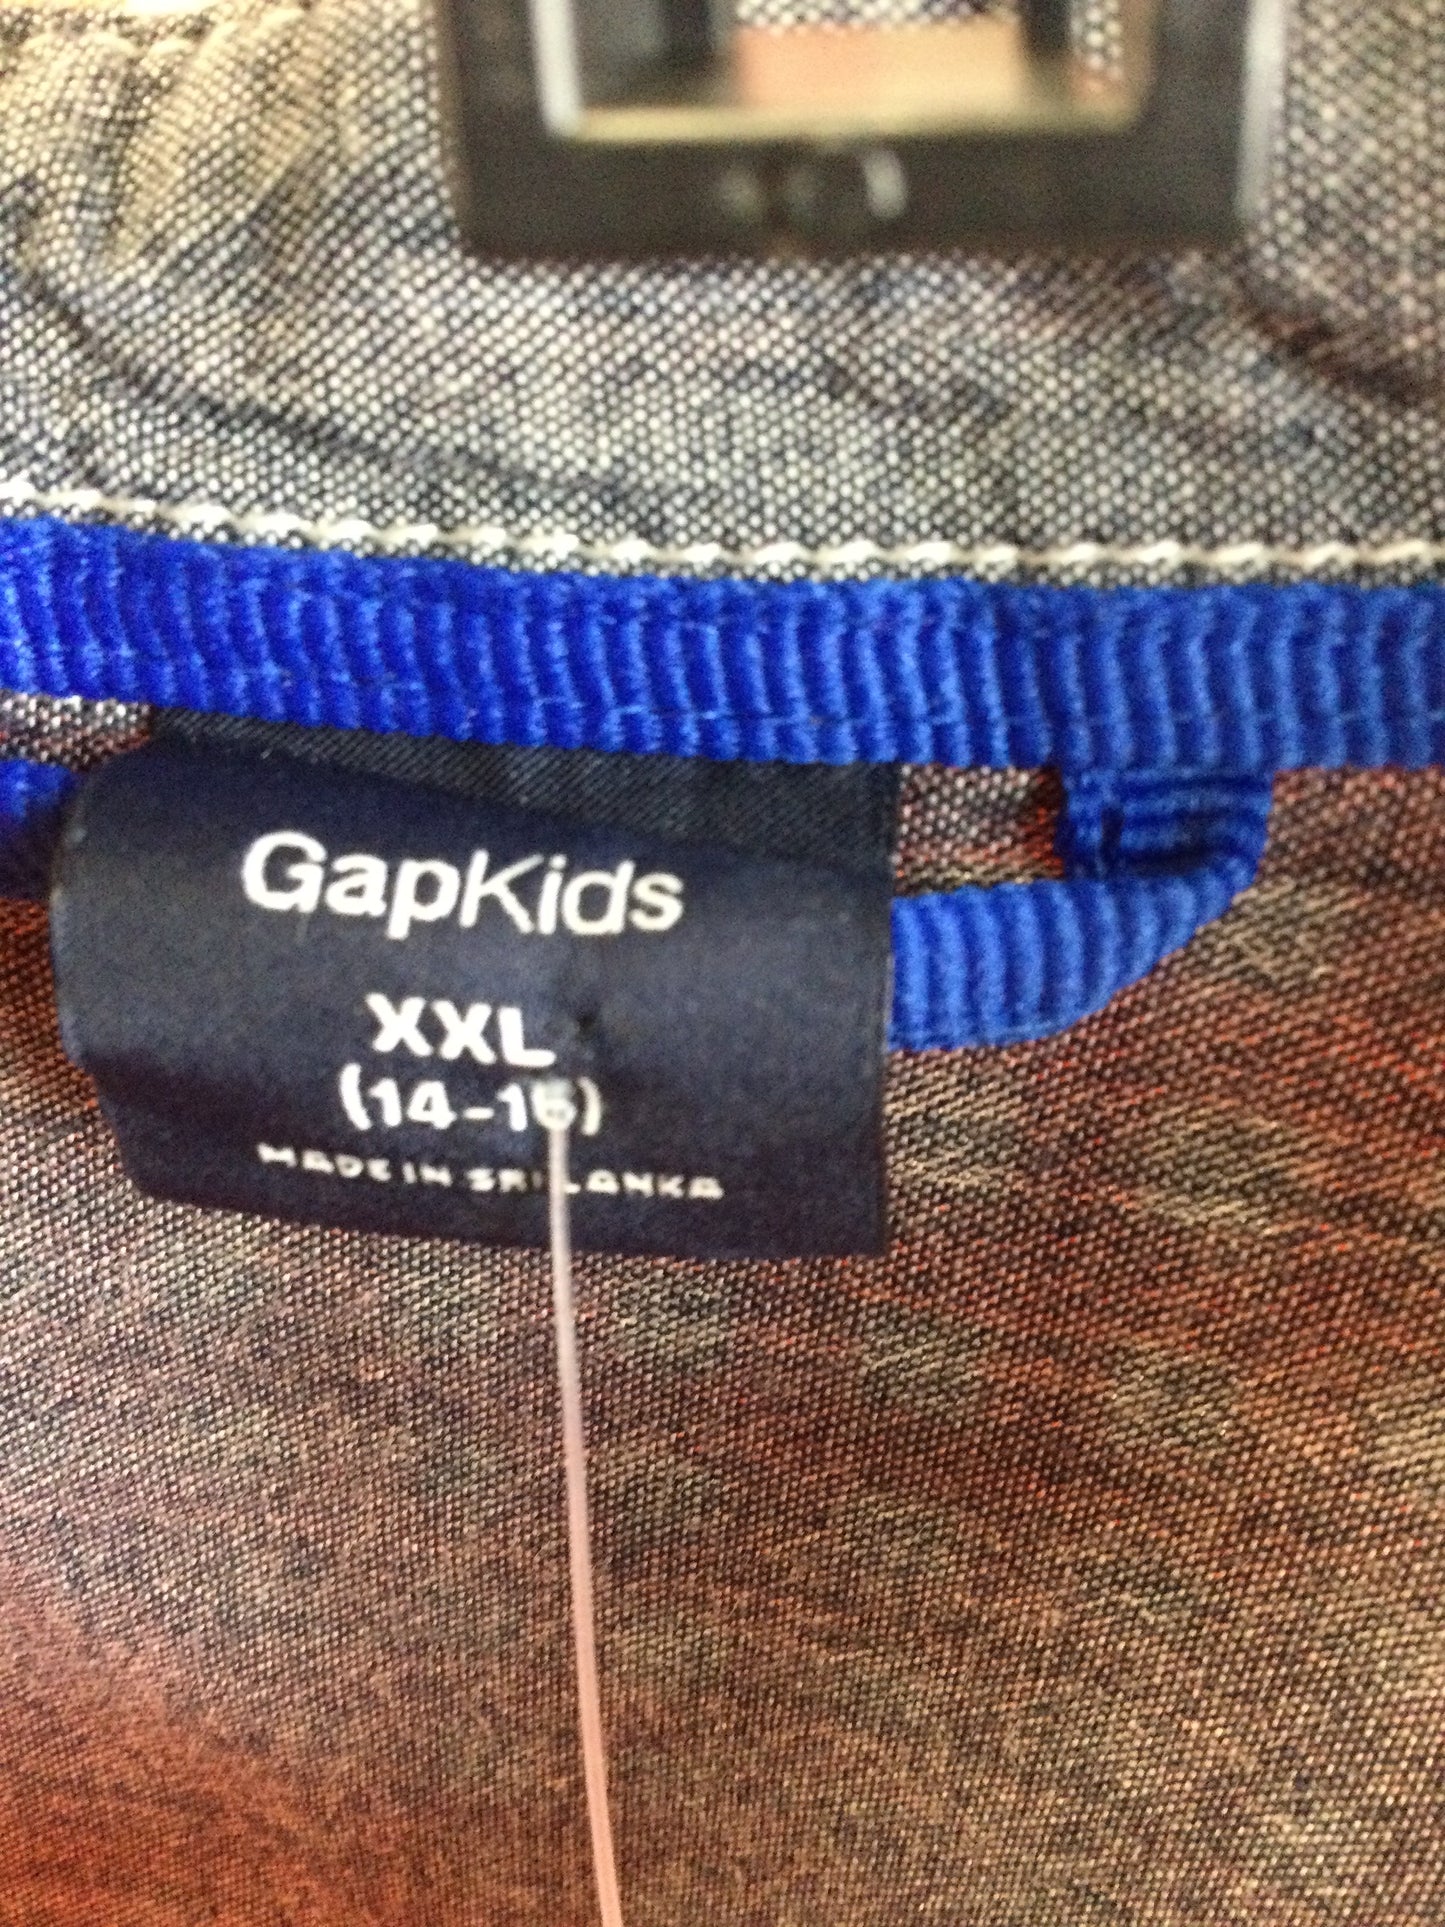 GapKids
XXL
(14-16)
MADE IN SRI LANKA